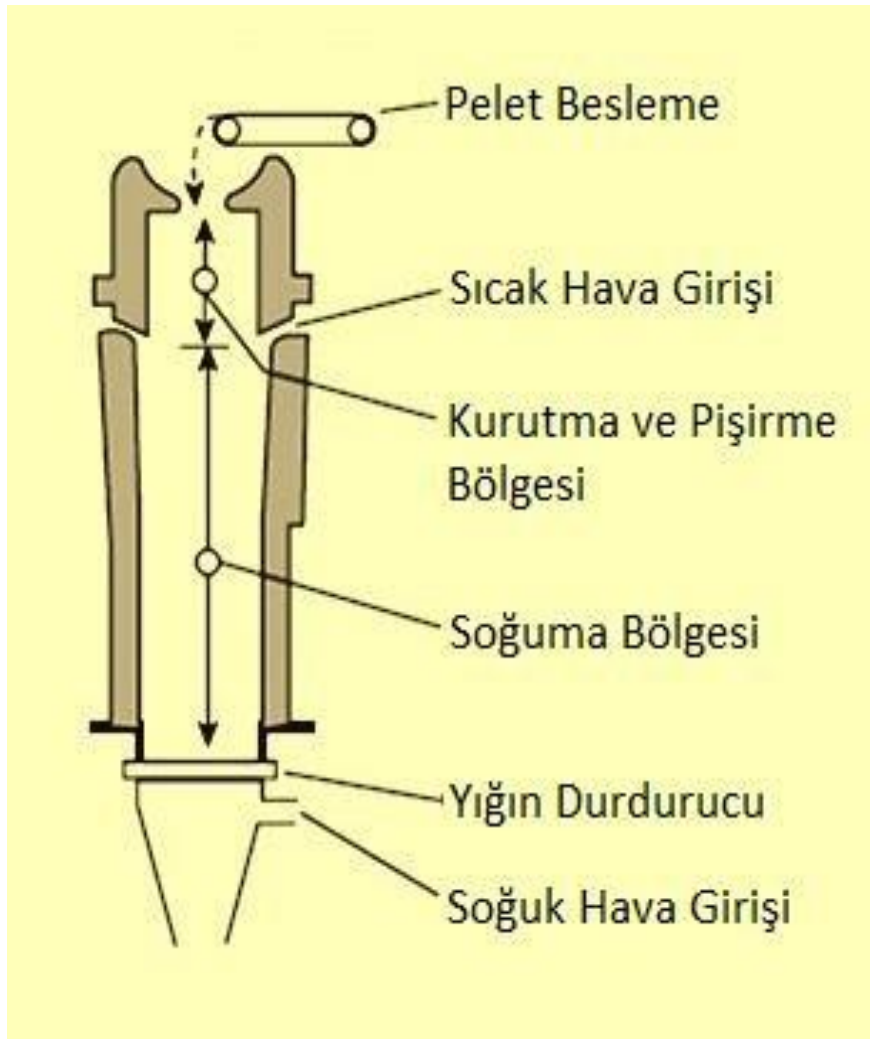 Pelet Besleme
Sıcak Hava Girişi
Kurutma ve Pişirme
Bölgesi
Soğuma Bölgesi
Yığın Durdurucu
Soğuk Hava Girişi